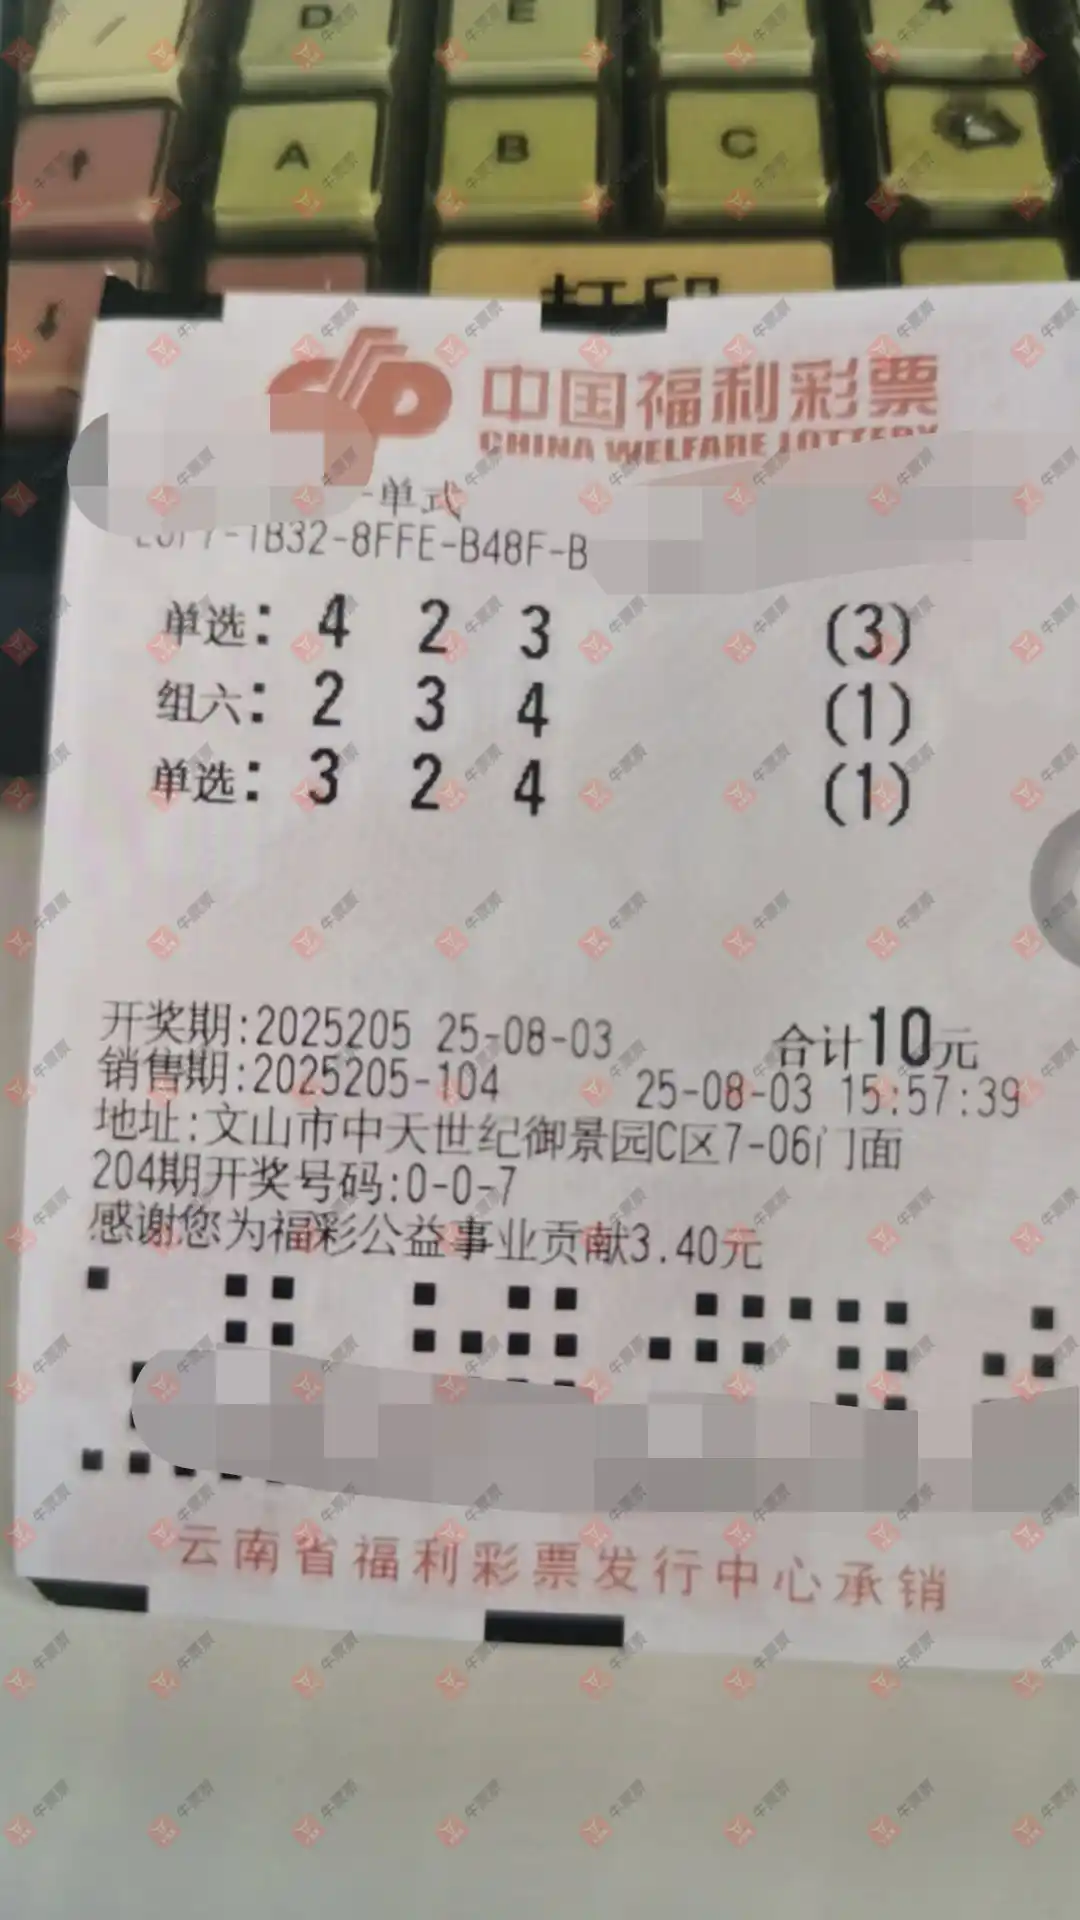 D E F 4
A B C
打印
中国福利彩票
CHINA WELFARE LOTTERY
-单式
-1B32-8FFE-B48F-B
单选: 4 2 3 (3)
组六: 2 3 4 (1)
单选: 3 2 4 (1)
开奖期:2025205 25-08-03 合计10元
销售期:2025205-104 25-08-03 15:57:39
地址:文山市中天世纪御景园C区7-06门面
204期开奖号码:0-0-7
感谢您为福彩公益事业贡献3.40元
云南省福利彩票发行中心承销
牛票票